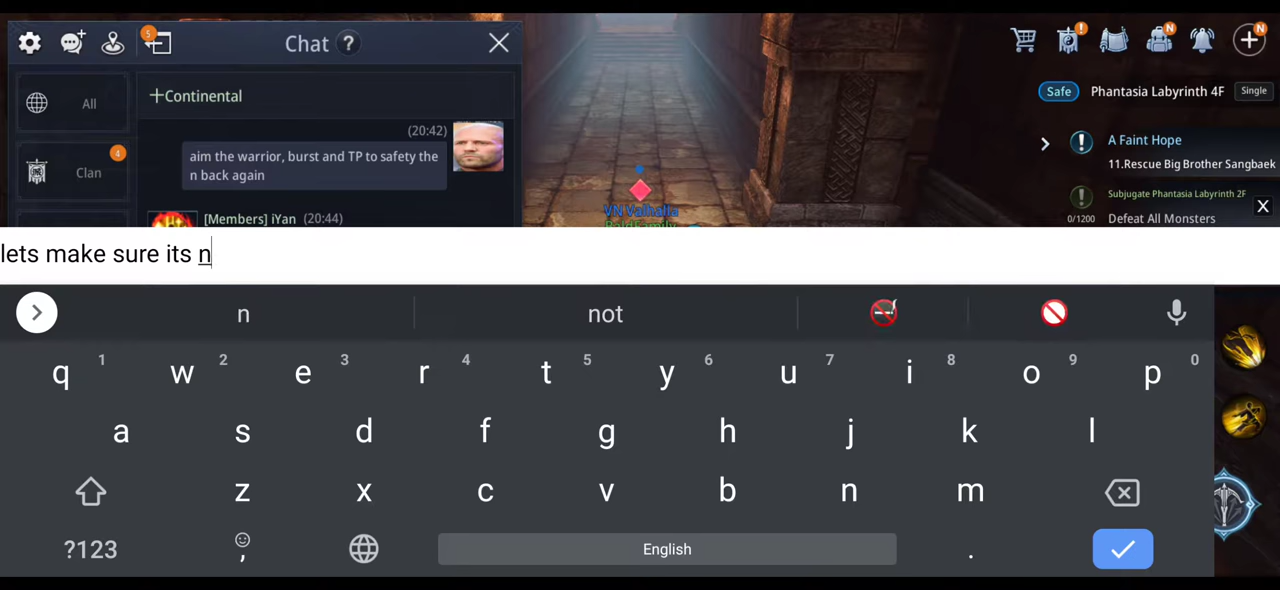 5
Chat ?
N
N
All
+Continental
Safe
Phantasia Labyrinth 4F
Single
(20:42)
aim the warrior, burst and TP to safety the
n back again
A Faint Hope
11.Rescue Big Brother Sangbaek
4
Clan
Subjugate Phantasia Labyrinth 2F
X
[Members] iYan (20:44)
VN Valhalla
0/1200
Defeat All Monsters
lets make sure its n
n
not
q 1 w 2 e 3 r 4 t 5 y 6 u 7 i 8 o 9 p 0
a s d f g h j k l
z x c v b n m
?123
,
English
.